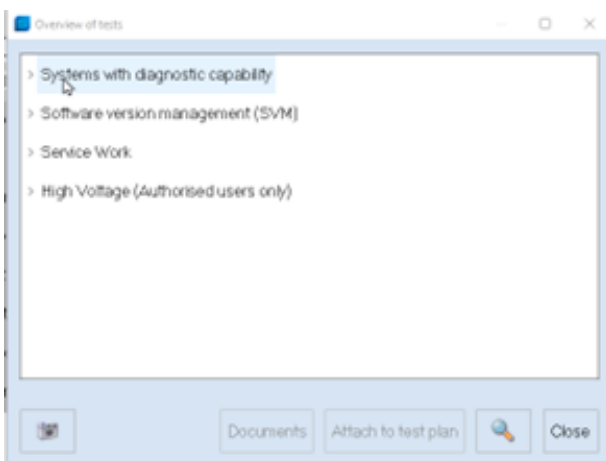 Overview of tests
Systems with diagnostic capability
Software version management (SVM)
Service Work
High Voltage (Authorised users only)
Documents
Attach to test plan
Close